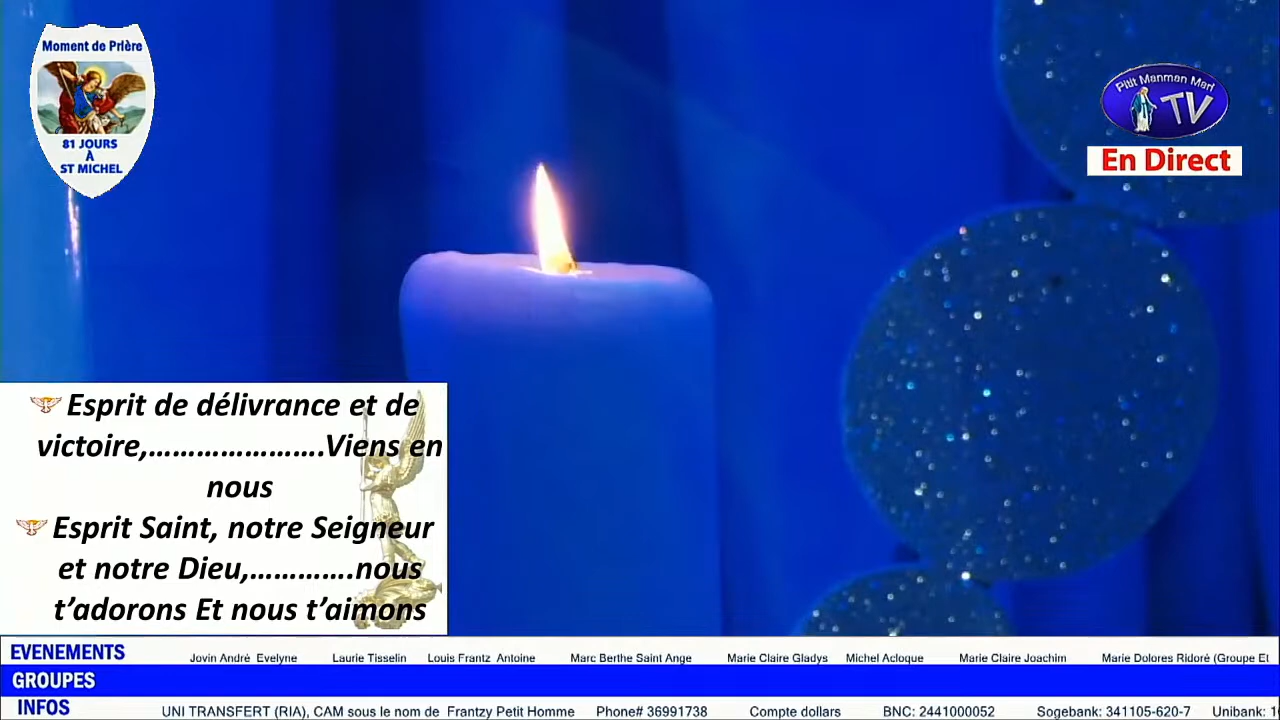 Moment de Prière
81 JOURS
À
ST MICHEL
Pitit Manman Mari
TV
En Direct
Esprit de délivrance et de
victoire,………………….Viens en
nous
Esprit Saint, notre Seigneur
et notre Dieu,………….nous
t’adorons Et nous t’aimons
EVENEMENTS Jovin Andrè Evelyne Laurie Tisselin Louis Frantz Antoine Marc Berthe Saint Ange Marie Claire Gladys Michel Acloque Marie Claire Joachim Marie Dolores Ridorè (Groupe Et
GROUPES
INFOS UNI TRANSFERT (RIA), CAM sous le nom de Frantzy Petit Homme Phone# 36991738 Compte dollars BNC: 2441000052 Sogebank: 341105-620-7 Unibank: 1